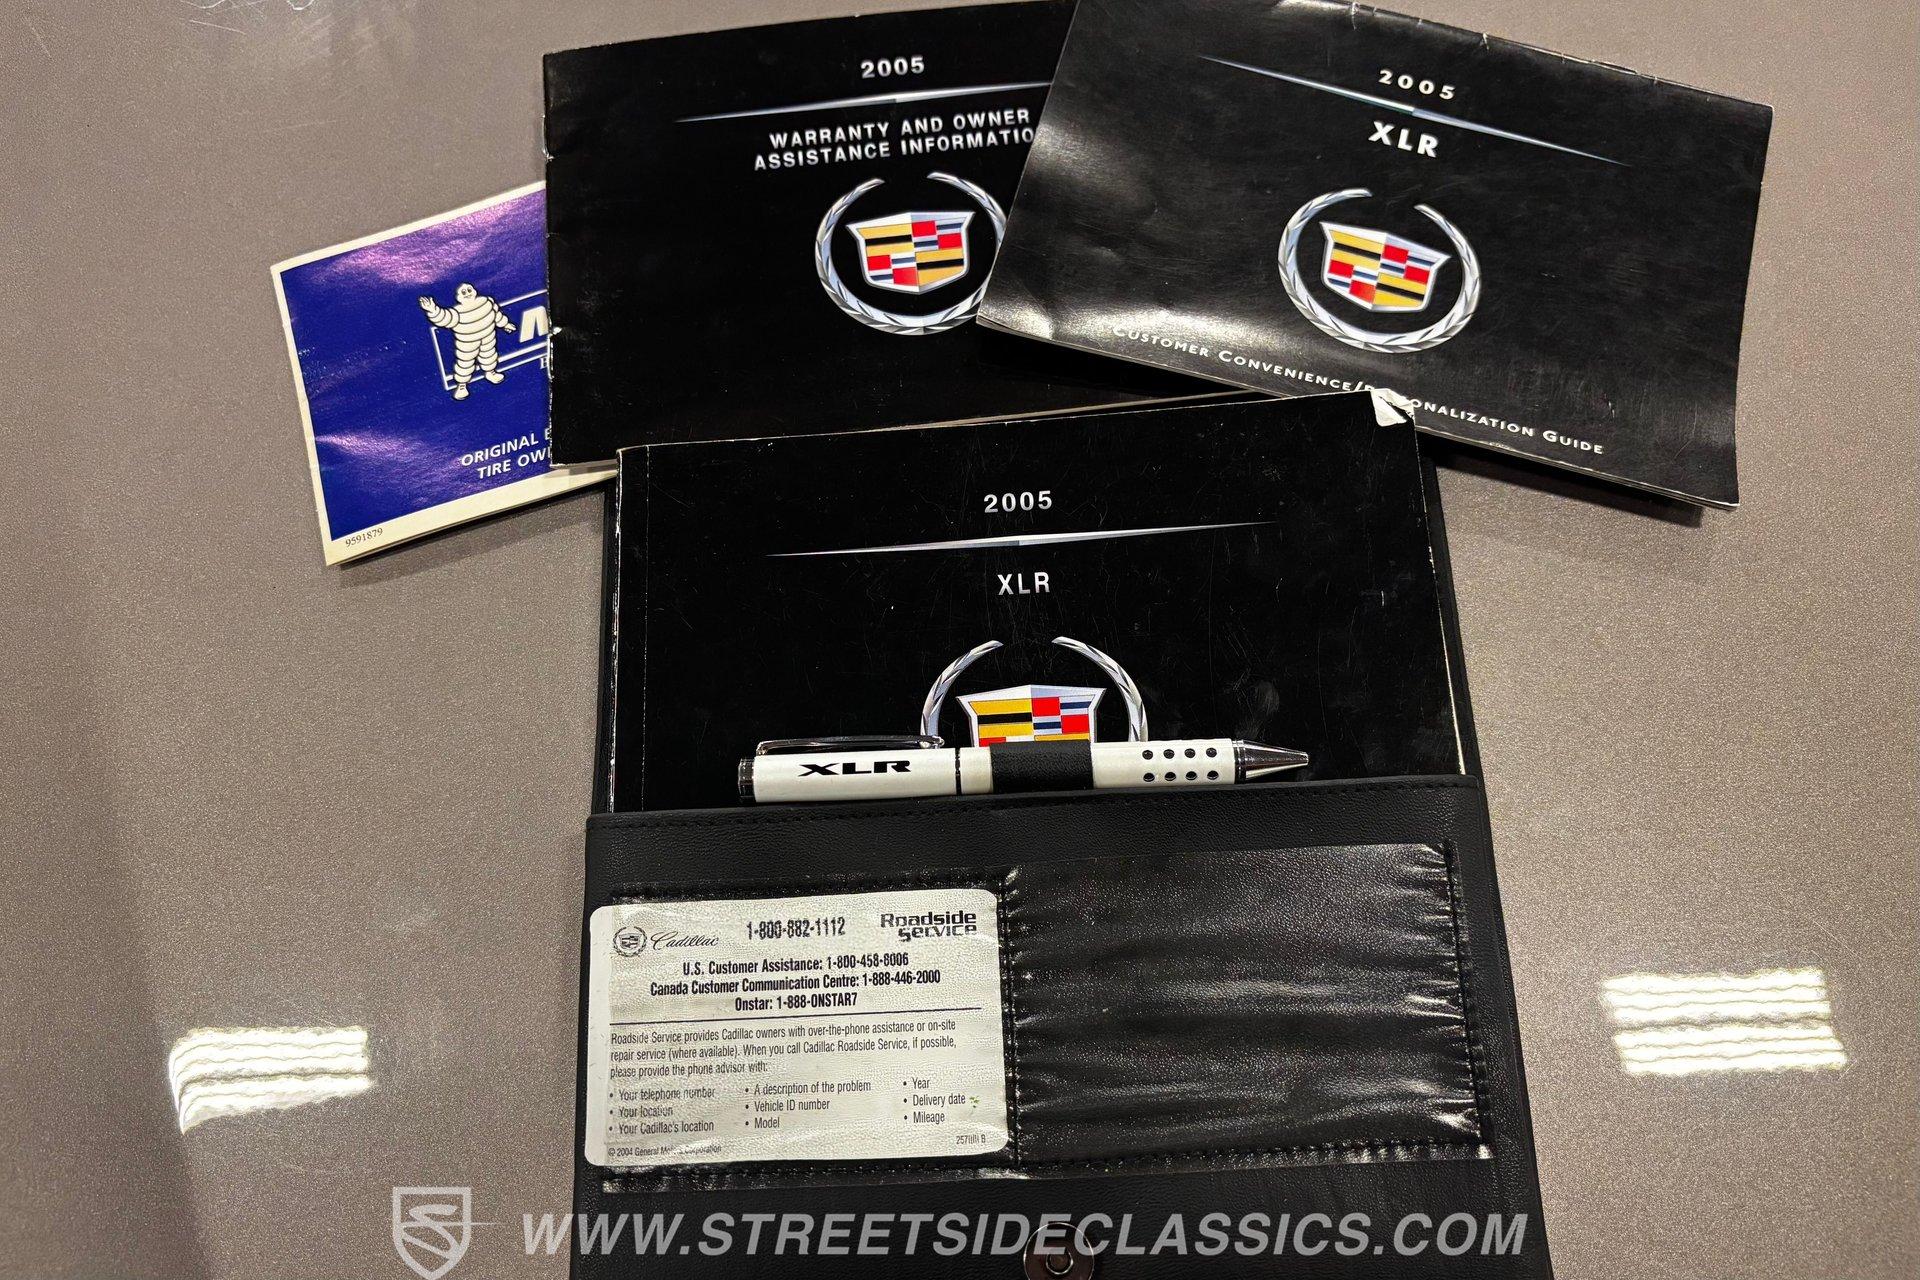 2005
WARRANTY AND OWNER
ASSISTANCE INFORMATIO
2005
XLR
CUSTOMER CONVENIENCE/P ONALIZATION GUIDE
ORIGINAL
TIRE OW
9591879
2005
XLR
XLR
Cadillac
1-800-882-1112
Roadside
Service
U.S. Customer Assistance: 1-800-458-8006
Canada Customer Communication Centre: 1-888-446-2000
Onstar: 1-888-ONSTAR7
Roadside Service provides Cadillac owners with over-the-phone assistance or on-site
repair service (where available). When you call Cadillac Roadside Service, if possible,
please provide the phone advisor with:
• Your telephone number
• Your location
• Your Cadillac's location
• A description of the problem
• Vehicle ID number
• Model
• Year
• Delivery date
• Mileage
© 2004 General Motors Corporation
WWW.STREETSIDECLASSICS.COM